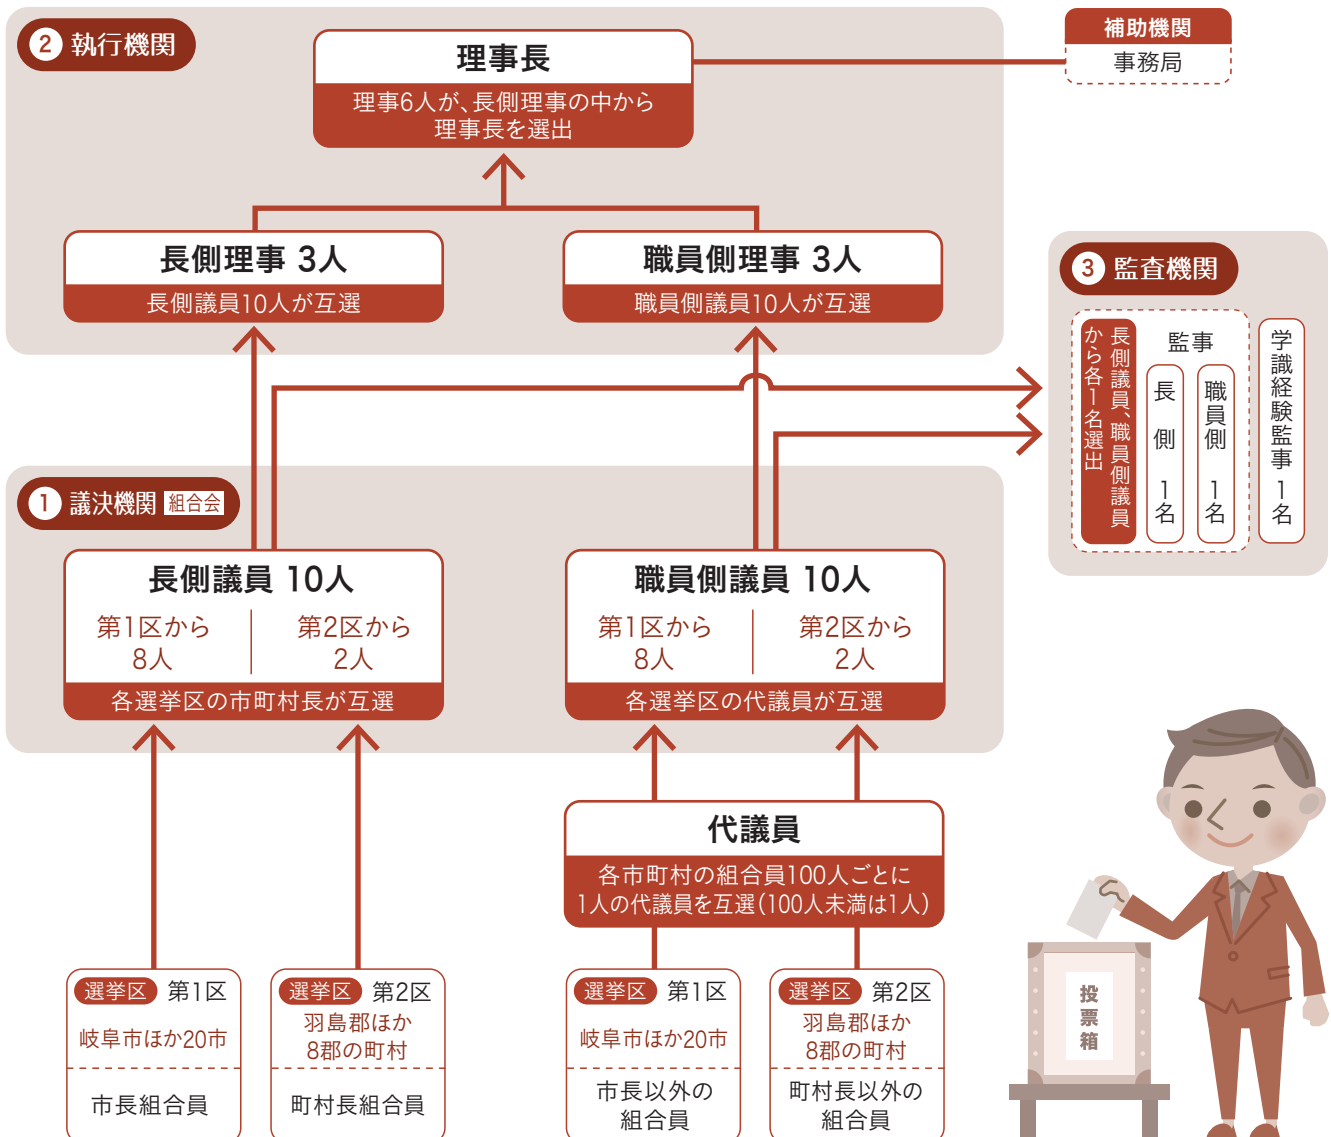 ② 執行機関
理事長
理事6人が、長側理事の中から
理事長を選出
補助機関
事務局
長側理事 3人
長側議員10人が互選
職員側理事 3人
職員側議員10人が互選
③ 監査機関
長側議員、職員側議員
から各1名選出
監事
長側 1名
職員側 1名
学識経験監事 1名
① 議決機関 組合会
長側議員 10人
第1区から
8人
第2区から
2人
各選挙区の市町村長が互選
職員側議員 10人
第1区から
8人
第2区から
2人
各選挙区の代議員が互選
代議員
各市町村の組合員100人ごとに
1人の代議員を互選(100人未満は1人)
選挙区 第1区
岐阜市ほか20市
市長組合員
選挙区 第2区
羽島郡ほか
8郡の町村
町村長組合員
選挙区 第1区
岐阜市ほか20市
市長以外の
組合員
選挙区 第2区
羽島郡ほか
8郡の町村
町村長以外の
組合員
投票箱